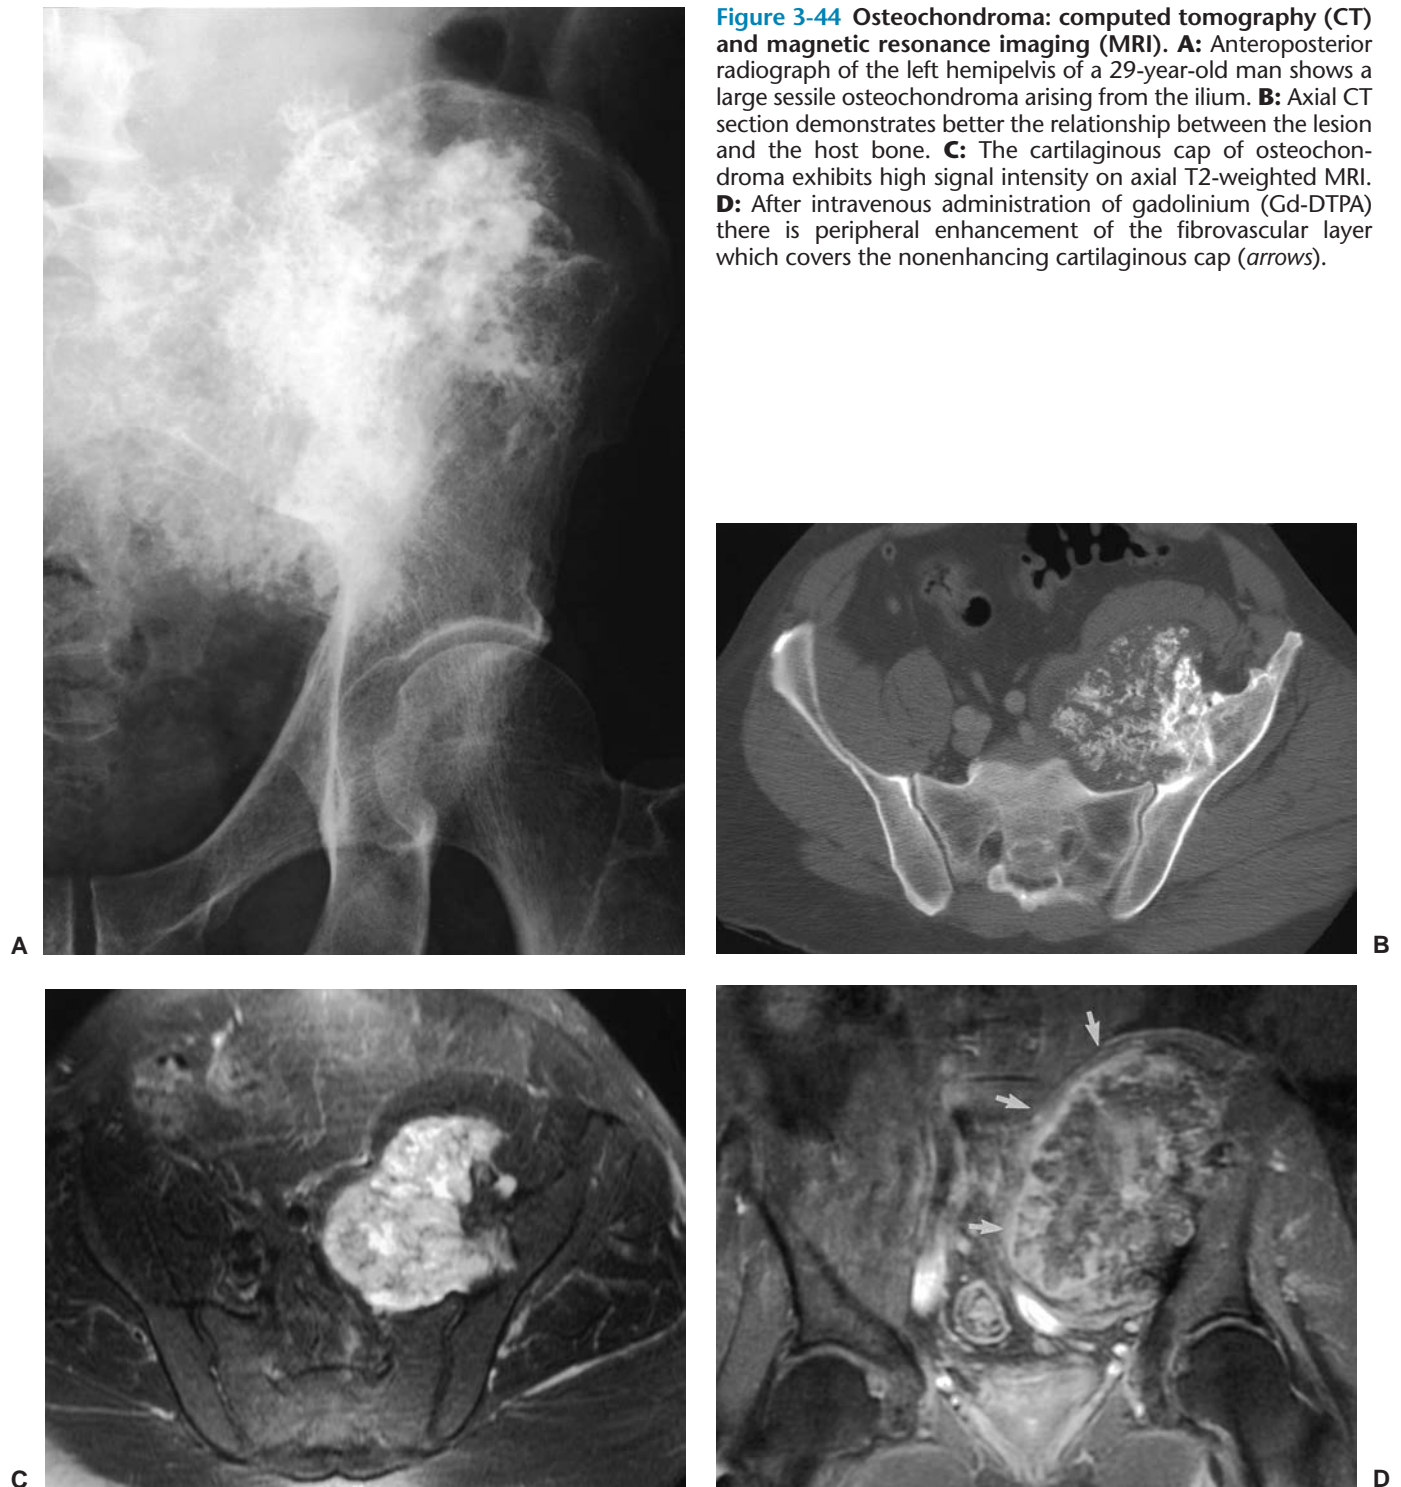 Figure 3-44 Osteochondroma: computed tomography (CT)
and magnetic resonance imaging (MRI). A: Anteroposterior
radiograph of the left hemipelvis of a 29-year-old man shows a
large sessile osteochondroma arising from the ilium. B: Axial CT
section demonstrates better the relationship between the lesion
and the host bone. C: The cartilaginous cap of osteochon-
droma exhibits high signal intensity on axial T2-weighted MRI.
D: After intravenous administration of gadolinium (Gd-DTPA)
there is peripheral enhancement of the fibrovascular layer
which covers the nonenhancing cartilaginous cap (arrows).
A
B
C
D